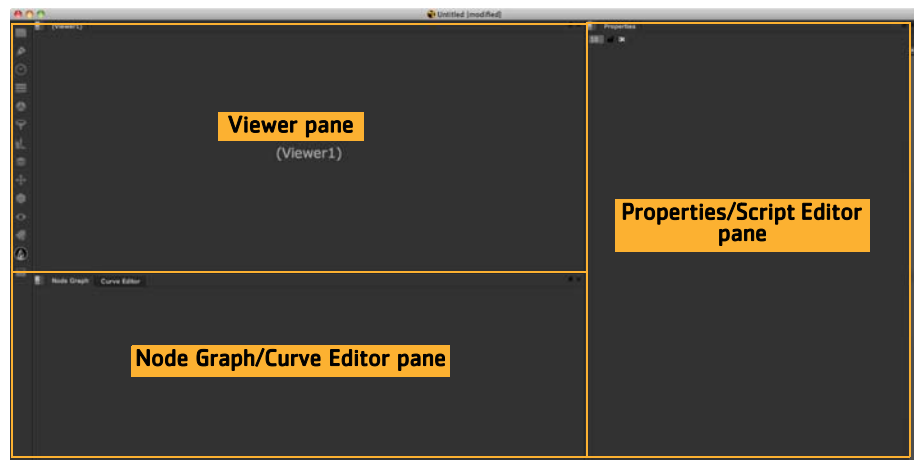 Untitled [modified]
(Viewer1)
Properties
Viewer pane
(Viewer1)
Properties/Script Editor
pane
Node Graph Curve Editor
Node Graph/Curve Editor pane